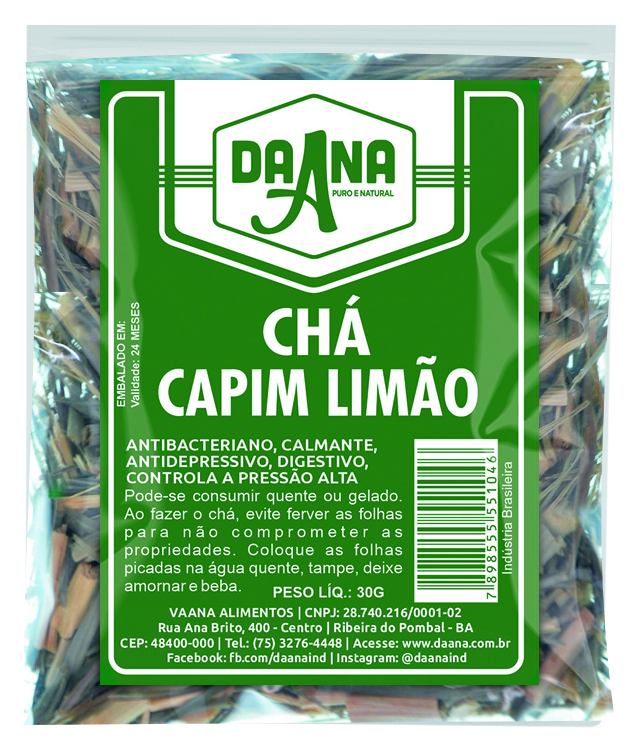 DAANA
PURO E NATURAL
CHÁ
CAPIM LIMÃO
EMBALADO EM:
Validade: 24 MESES
ANTIBACTERIANO, CALMANTE,
ANTIDEPRESSIVO, DIGESTIVO,
CONTROLA A PRESSÃO ALTA
Pode-se consumir quente ou gelado.
Ao fazer o chá, evite ferver as folhas
para não comprometer as
propriedades. Coloque as folhas
picadas na água quente, tampe, deixe
amornar e beba.
PESO LÍQ.: 30G
7 898555 551046
Indústria Brasileira
VAANA ALIMENTOS | CNPJ: 28.740.216/0001-02
Rua Ana Brito, 400 - Centro | Ribeira do Pombal - BA
CEP: 48400-000 | Tel.: (75) 3276-4448 | Acesse: www.daana.com.br
Facebook: fb.com/daanaind | Instagram: @daanaind